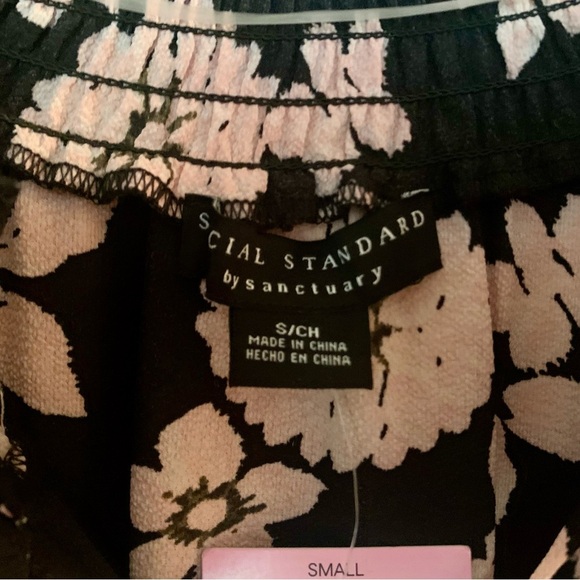 SOCIAL STANDARD
by sanctuary
S/CH
MADE IN CHINA
HECHO EN CHINA
SMALL